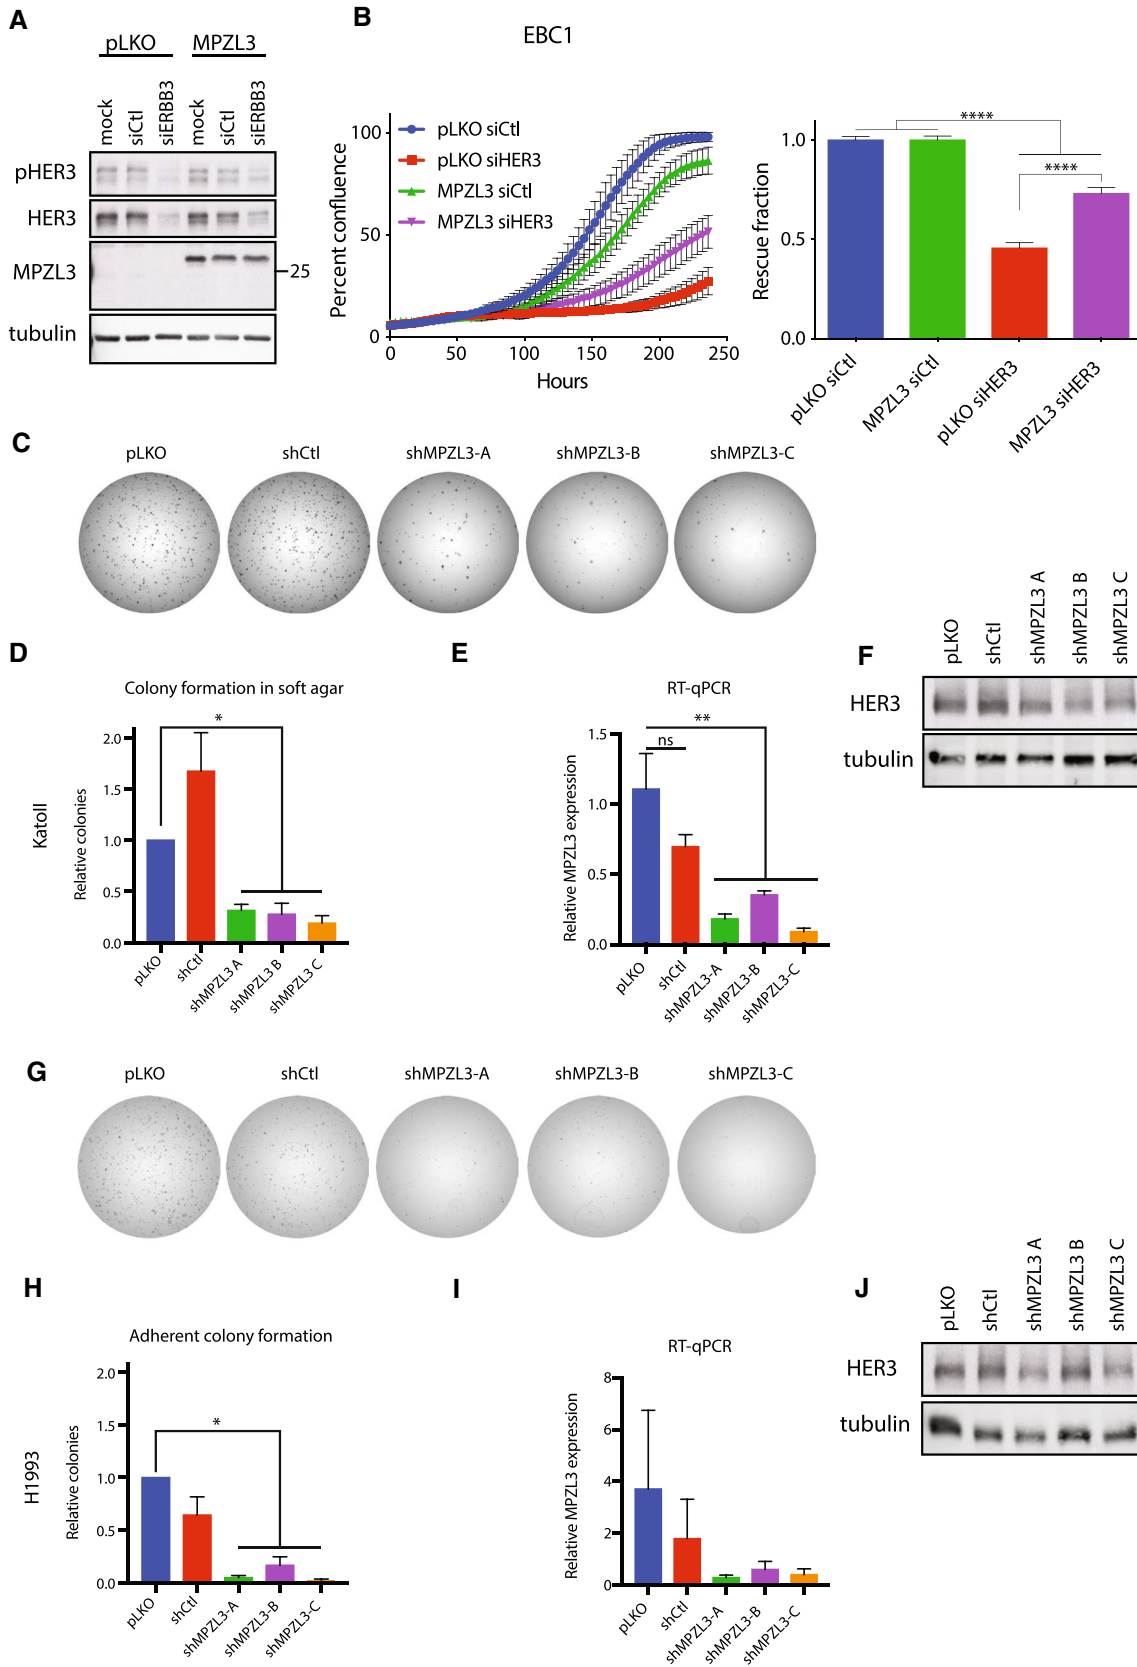 A
pLKO MPZL3
mock siCtl siERBB3 mock siCtl siERBB3
pHER3
HER3
MPZL3
25
tubulin
B
EBC1
Percent confluence
100
50
0
pLKO siCtl
pLKO siHER3
MPZL3 siCtl
MPZL3 siHER3
0 50 100 150 200 250
Hours
Rescue fraction
1.0
0.5
0.0
****
****
pLKO siCtl
MPZL3 siCtl
pLKO siHER3
MPZL3 siHER3
C
pLKO shCtl shMPZL3-A shMPZL3-B shMPZL3-C
D
KatoII
Colony formation in soft agar
Relative colonies
2.0
1.5
1.0
0.5
0.0
*
pLKO
shCtl
shMPZL3 A
shMPZL3 B
shMPZL3 C
E
RT-qPCR
Relative MPZL3 expression
1.5
1.0
0.5
0.0
**
ns
pLKO
shCtl
shMPZL3-A
shMPZL3-B
shMPZL3-C
F
pLKO
shCtl
shMPZL3 A
shMPZL3 B
shMPZL3 C
HER3
tubulin
G
pLKO shCtl shMPZL3-A shMPZL3-B shMPZL3-C
H
H1993
Adherent colony formation
Relative colonies
2.0
1.5
1.0
0.5
0.0
*
pLKO
shCtl
shMPZL3-A
shMPZL3-B
shMPZL3-C
I
RT-qPCR
Relative MPZL3 expression
8
6
4
2
0
pLKO
shCtl
shMPZL3-A
shMPZL3-B
shMPZL3-C
J
pLKO
shCtl
shMPZL3 A
shMPZL3 B
shMPZL3 C
HER3
tubulin